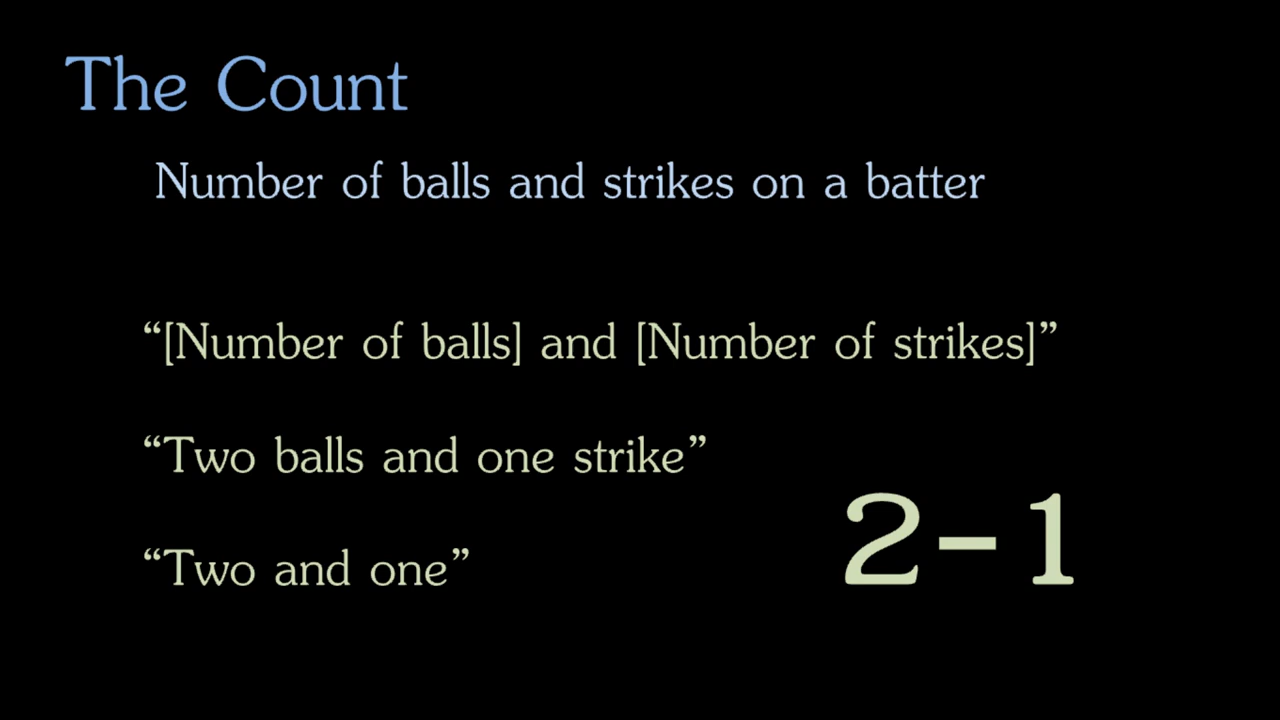 The Count
Number of balls and strikes on a batter
“[Number of balls] and [Number of strikes]”
“Two balls and one strike”
“Two and one”
2-1